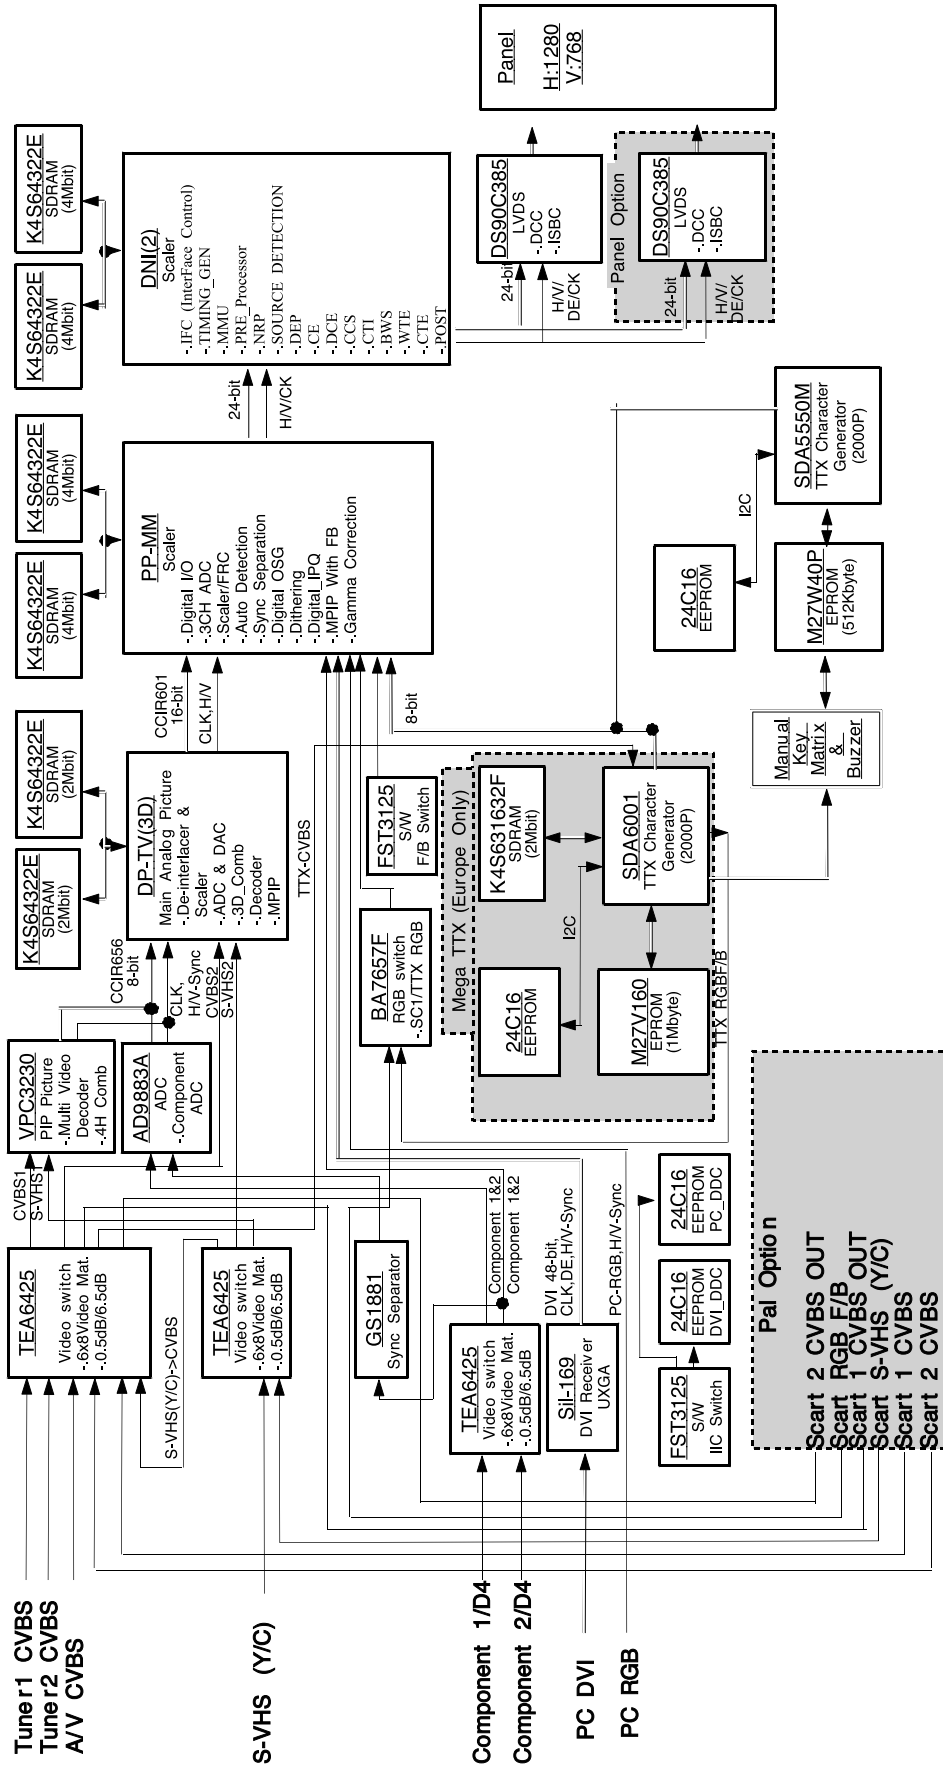 Tuner1 CVBS
Tuner2 CVBS
A/V CVBS
S-VHS (Y/C)
Component 1/D4
Component 2/D4
PC DVI
PC RGB
TEA6425
Video switch
-.6x8Video Mat.
-.0.5dB/6.5dB
S-VHS(Y/C)->CVBS
TEA6425
Video switch
-.6x8Video Mat.
-.0.5dB/6.5dB
GS1881
Sync Separator
TEA6425
Video switch
-.6x8Video Mat.
-.0.5dB/6.5dB
Component 1&2
Component 1&2
Sil-169
DVI Receiver
UXGA
DVI 48-bit,
CLK,DE,H/V-Sync
PC-RGB,H/V-Sync
FST3125
S/W
IIC Switch
24C16
EEPROM
DVI_DDC
24C16
EEPROM
PC_DDC
Pal Option
Scart 2 CVBS OUT
Scart RGB F/B
Scart 1 CVBS OUT
Scart S-VHS (Y/C)
Scart 1 CVBS
Scart 2 CVBS
CVBS1
S-VHS1
VPC3230
PIP Picture
-.Multi Video
Decoder
-.4H Comb
AD9883A
ADC
-.Component
ADC
CCIR656
8-bit
CLK,
H/V-Sync
CVBS2
S-VHS2
K4S64322E
SDRAM
(2Mbit)
K4S64322E
SDRAM
(2Mbit)
DP-TV(3D)
Main Analog Picture
-.De-interlacer &
Scaler
-.ADC & DAC
-.3D_Comb
-.Decoder
-.MPIP
TTX-CVBS
BA7657F
RGB switch
-.SC1/TTX RGB
FST3125
S/W
F/B Switch
Mega TTX (Europe Only)
24C16
EEPROM
I2C
K4S631632F
SDRAM
(2Mbit)
M27V160
EPROM
(1Mbyte)
SDA6001
TTX Character
Generator
(2000P)
TTX RGBF/B
8-bit
CCIR601
16-bit
CLK,H/V
K4S64322E
SDRAM
(4Mbit)
K4S64322E
SDRAM
(4Mbit)
PP-MM
Scaler
-.Digital I/O
-.3CH ADC
-.Scaler/FRC
-.Auto Detection
-.Sync Separation
-.Digital OSG
-.Dithering
-.Digital_IPQ
-.MPIP With FB
-.Gamma Correction
24-bit
H/V/CK
Manual
Key
Matrix
&
Buzzer
M27W40P
EPROM
(512Kbyte)
24C16
EEPROM
I2C
SDA5550M
TTX Character
Generator
(2000P)
K4S64322E
SDRAM
(4Mbit)
K4S64322E
SDRAM
(4Mbit)
DNI(2)
Scaler
-.IFC (InterFace Control)
-.TIMING_GEN
-.MMU
-.PRE_Processor
-.NRP
-.SOURCE DETECTION
-.DEP
-.CE
-.DCE
-.CCS
-.CTI
-.BWS
-.WTE
-.CTE
-.POST
24-bit
H/V/
DE/CK
DS90C385
LVDS
-.DCC
-.ISBC
Panel Option
24-bit
H/V/
DE/CK
DS90C385
LVDS
-.DCC
-.ISBC
Panel
H:1280
V:768